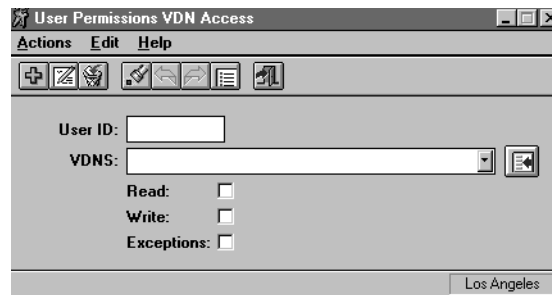 User Permissions VDN Access
Actions Edit Help
User ID:
VDNS:
Read:
Write:
Exceptions:
Los Angeles